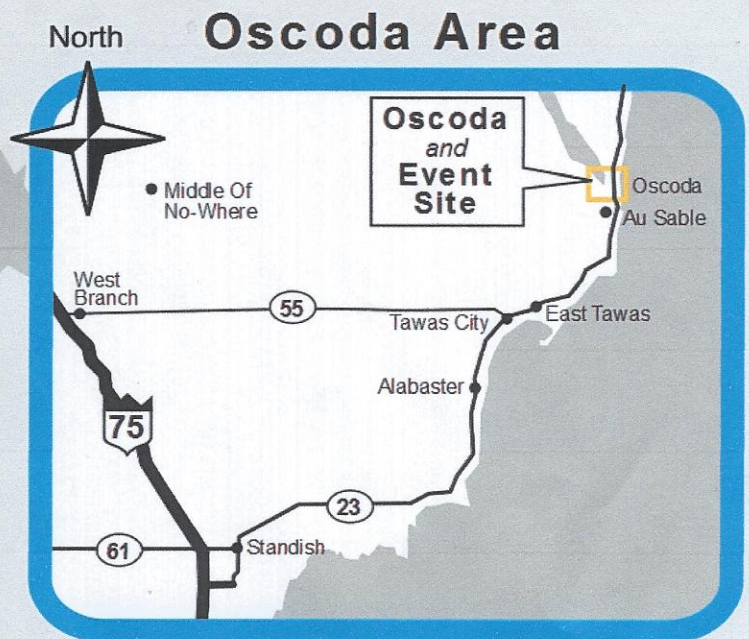 North
Oscoda Area
Oscoda
and
Event
Site
Oscoda
Au Sable
Middle Of
No-Where
West
Branch
55
Tawas City
East Tawas
Alabaster
75
23
61
Standish